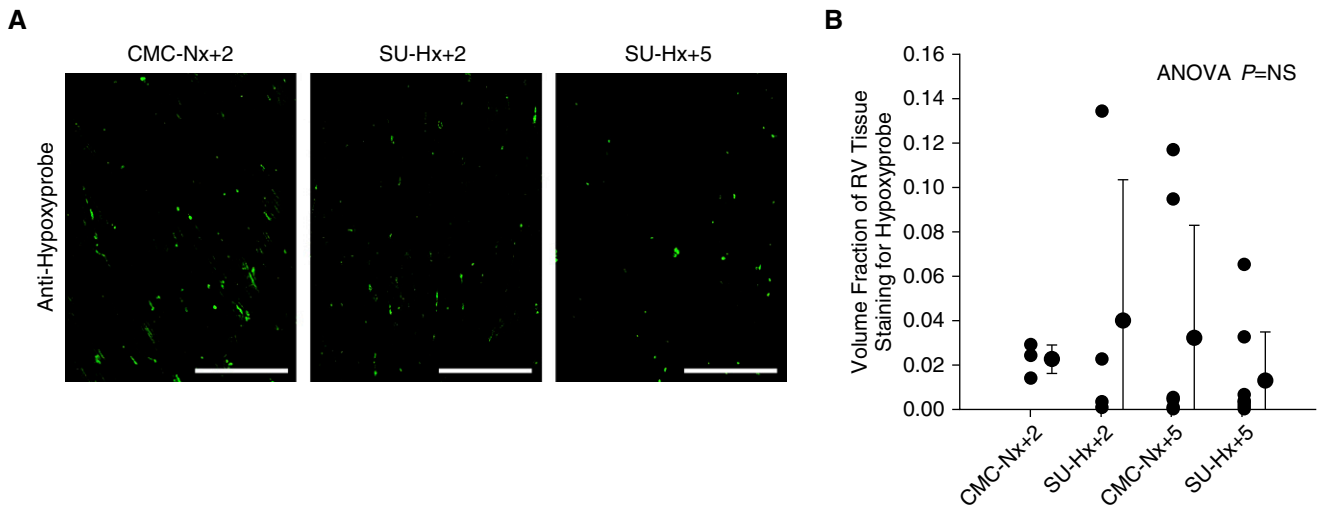 A
CMC-Nx+2
SU-Hx+2
SU-Hx+5
Anti-Hypoxyprobe
B
ANOVA P=NS
Volume Fraction of RV Tissue
Staining for Hypoxyprobe
0.16
0.14
0.12
0.10
0.08
0.06
0.04
0.02
0.00
CMC-Nx+2
SU-Hx+2
CMC-Nx+5
SU-Hx+5